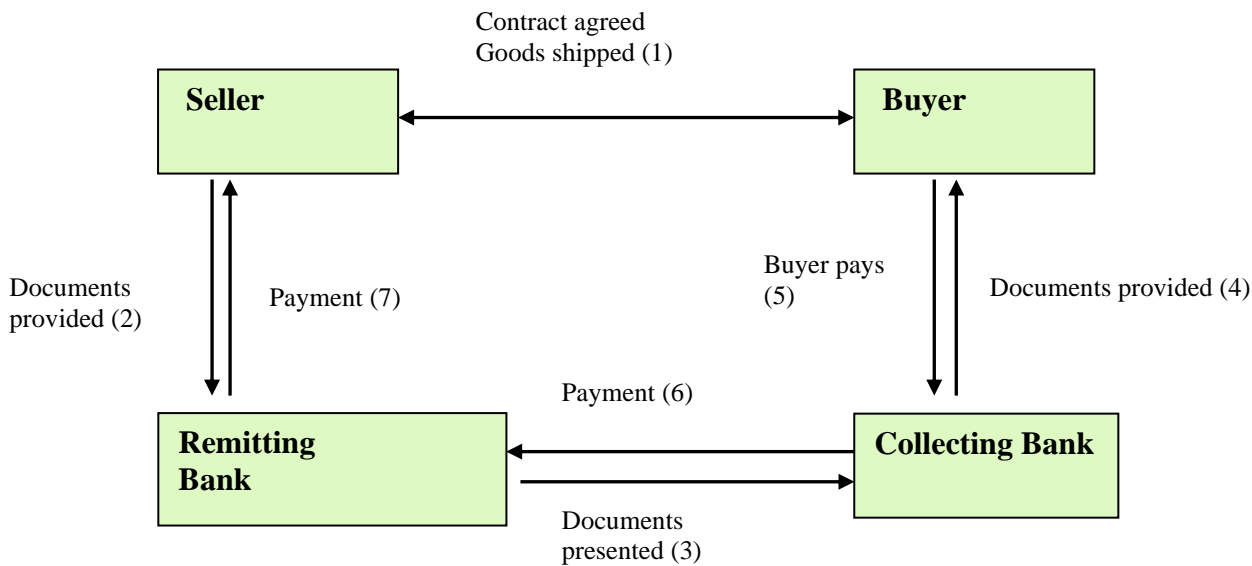 Contract agreed
Goods shipped (1)
Seller
Buyer
Documents
provided (2)
Payment (7)
Buyer pays
(5)
Documents provided (4)
Payment (6)
Remitting
Bank
Collecting Bank
Documents
presented (3)